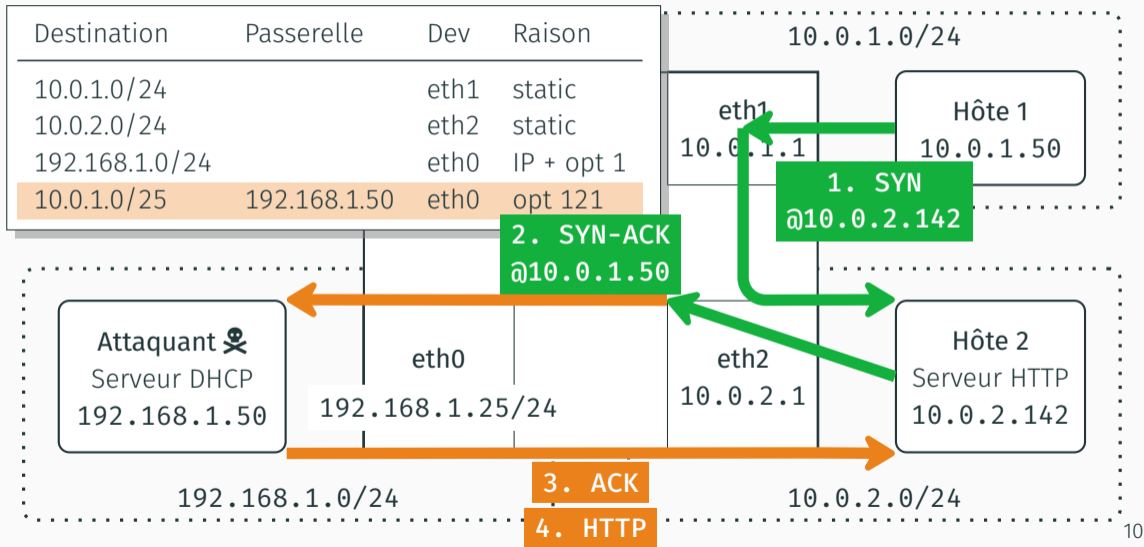 Destination Passerelle Dev Raison
10.0.1.0/24 eth1 static
10.0.2.0/24 eth2 static
192.168.1.0/24 eth0 IP + opt 1
10.0.1.0/25 192.168.1.50 eth0 opt 121
10.0.1.0/24
eth1
10.0.1.1
Hôte 1
10.0.1.50
1. SYN
@10.0.2.142
2. SYN-ACK
@10.0.1.50
Attaquant
Serveur DHCP
192.168.1.50
eth0
192.168.1.25/24
eth2
10.0.2.1
Hôte 2
Serveur HTTP
10.0.2.142
3. ACK
4. HTTP
192.168.1.0/24
10.0.2.0/24
10